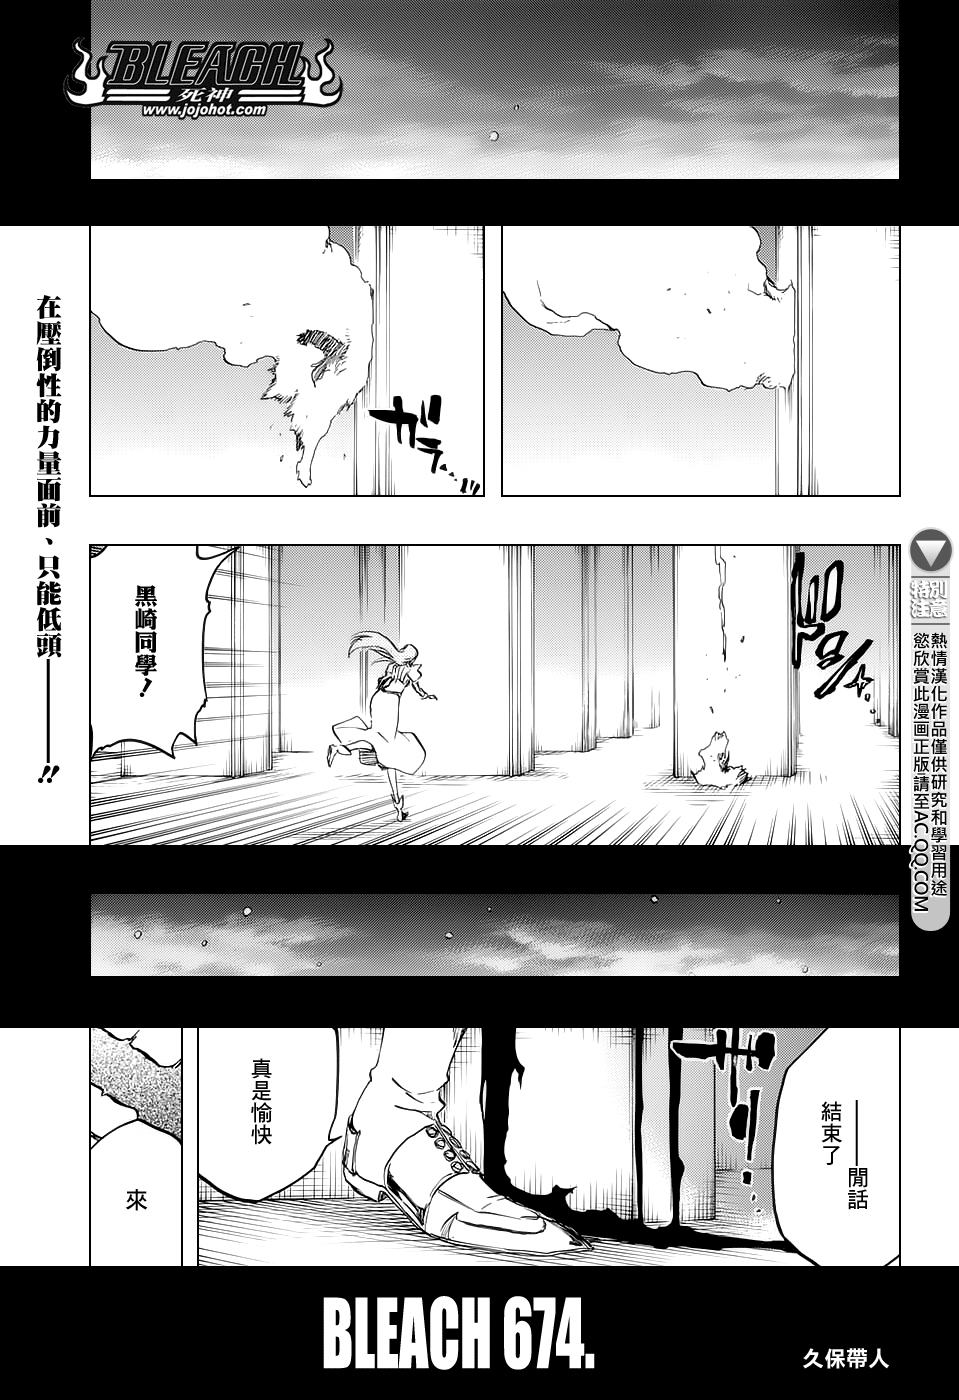 BLEACH
死神
www.jojohot.com
在壓倒性的力量面前、只能低頭———!!
ガラ…
黑崎同學!
特別
注意
熱情漢化作品僅供研究和學習用途
慾欣賞此漫画正版請至AC.QQ.COM
——閒話
結束了
真是愉快
來
BLEACH 674.
久保帶人